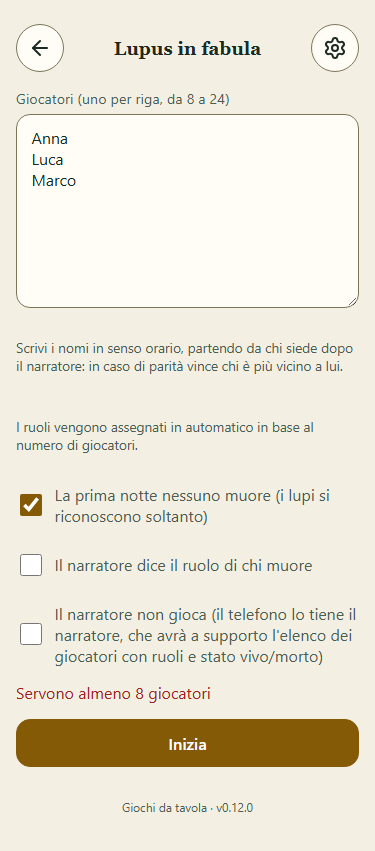 Lupus in fabula
Giocatori (uno per riga, da 8 a 24)
Anna
Luca
Marco
Scrivi i nomi in senso orario, partendo da chi siede dopo
il narratore: in caso di parità vince chi è più vicino a lui.
I ruoli vengono assegnati in automatico in base al
numero di giocatori.
La prima notte nessuno muore (i lupi si
riconoscono soltanto)
Il narratore dice il ruolo di chi muore
Il narratore non gioca (il telefono lo tiene il
narratore, che avrà a supporto l'elenco dei
giocatori con ruoli e stato vivo/morto)
Servono almeno 8 giocatori
Inizia
Giochi da tavola · v0.12.0